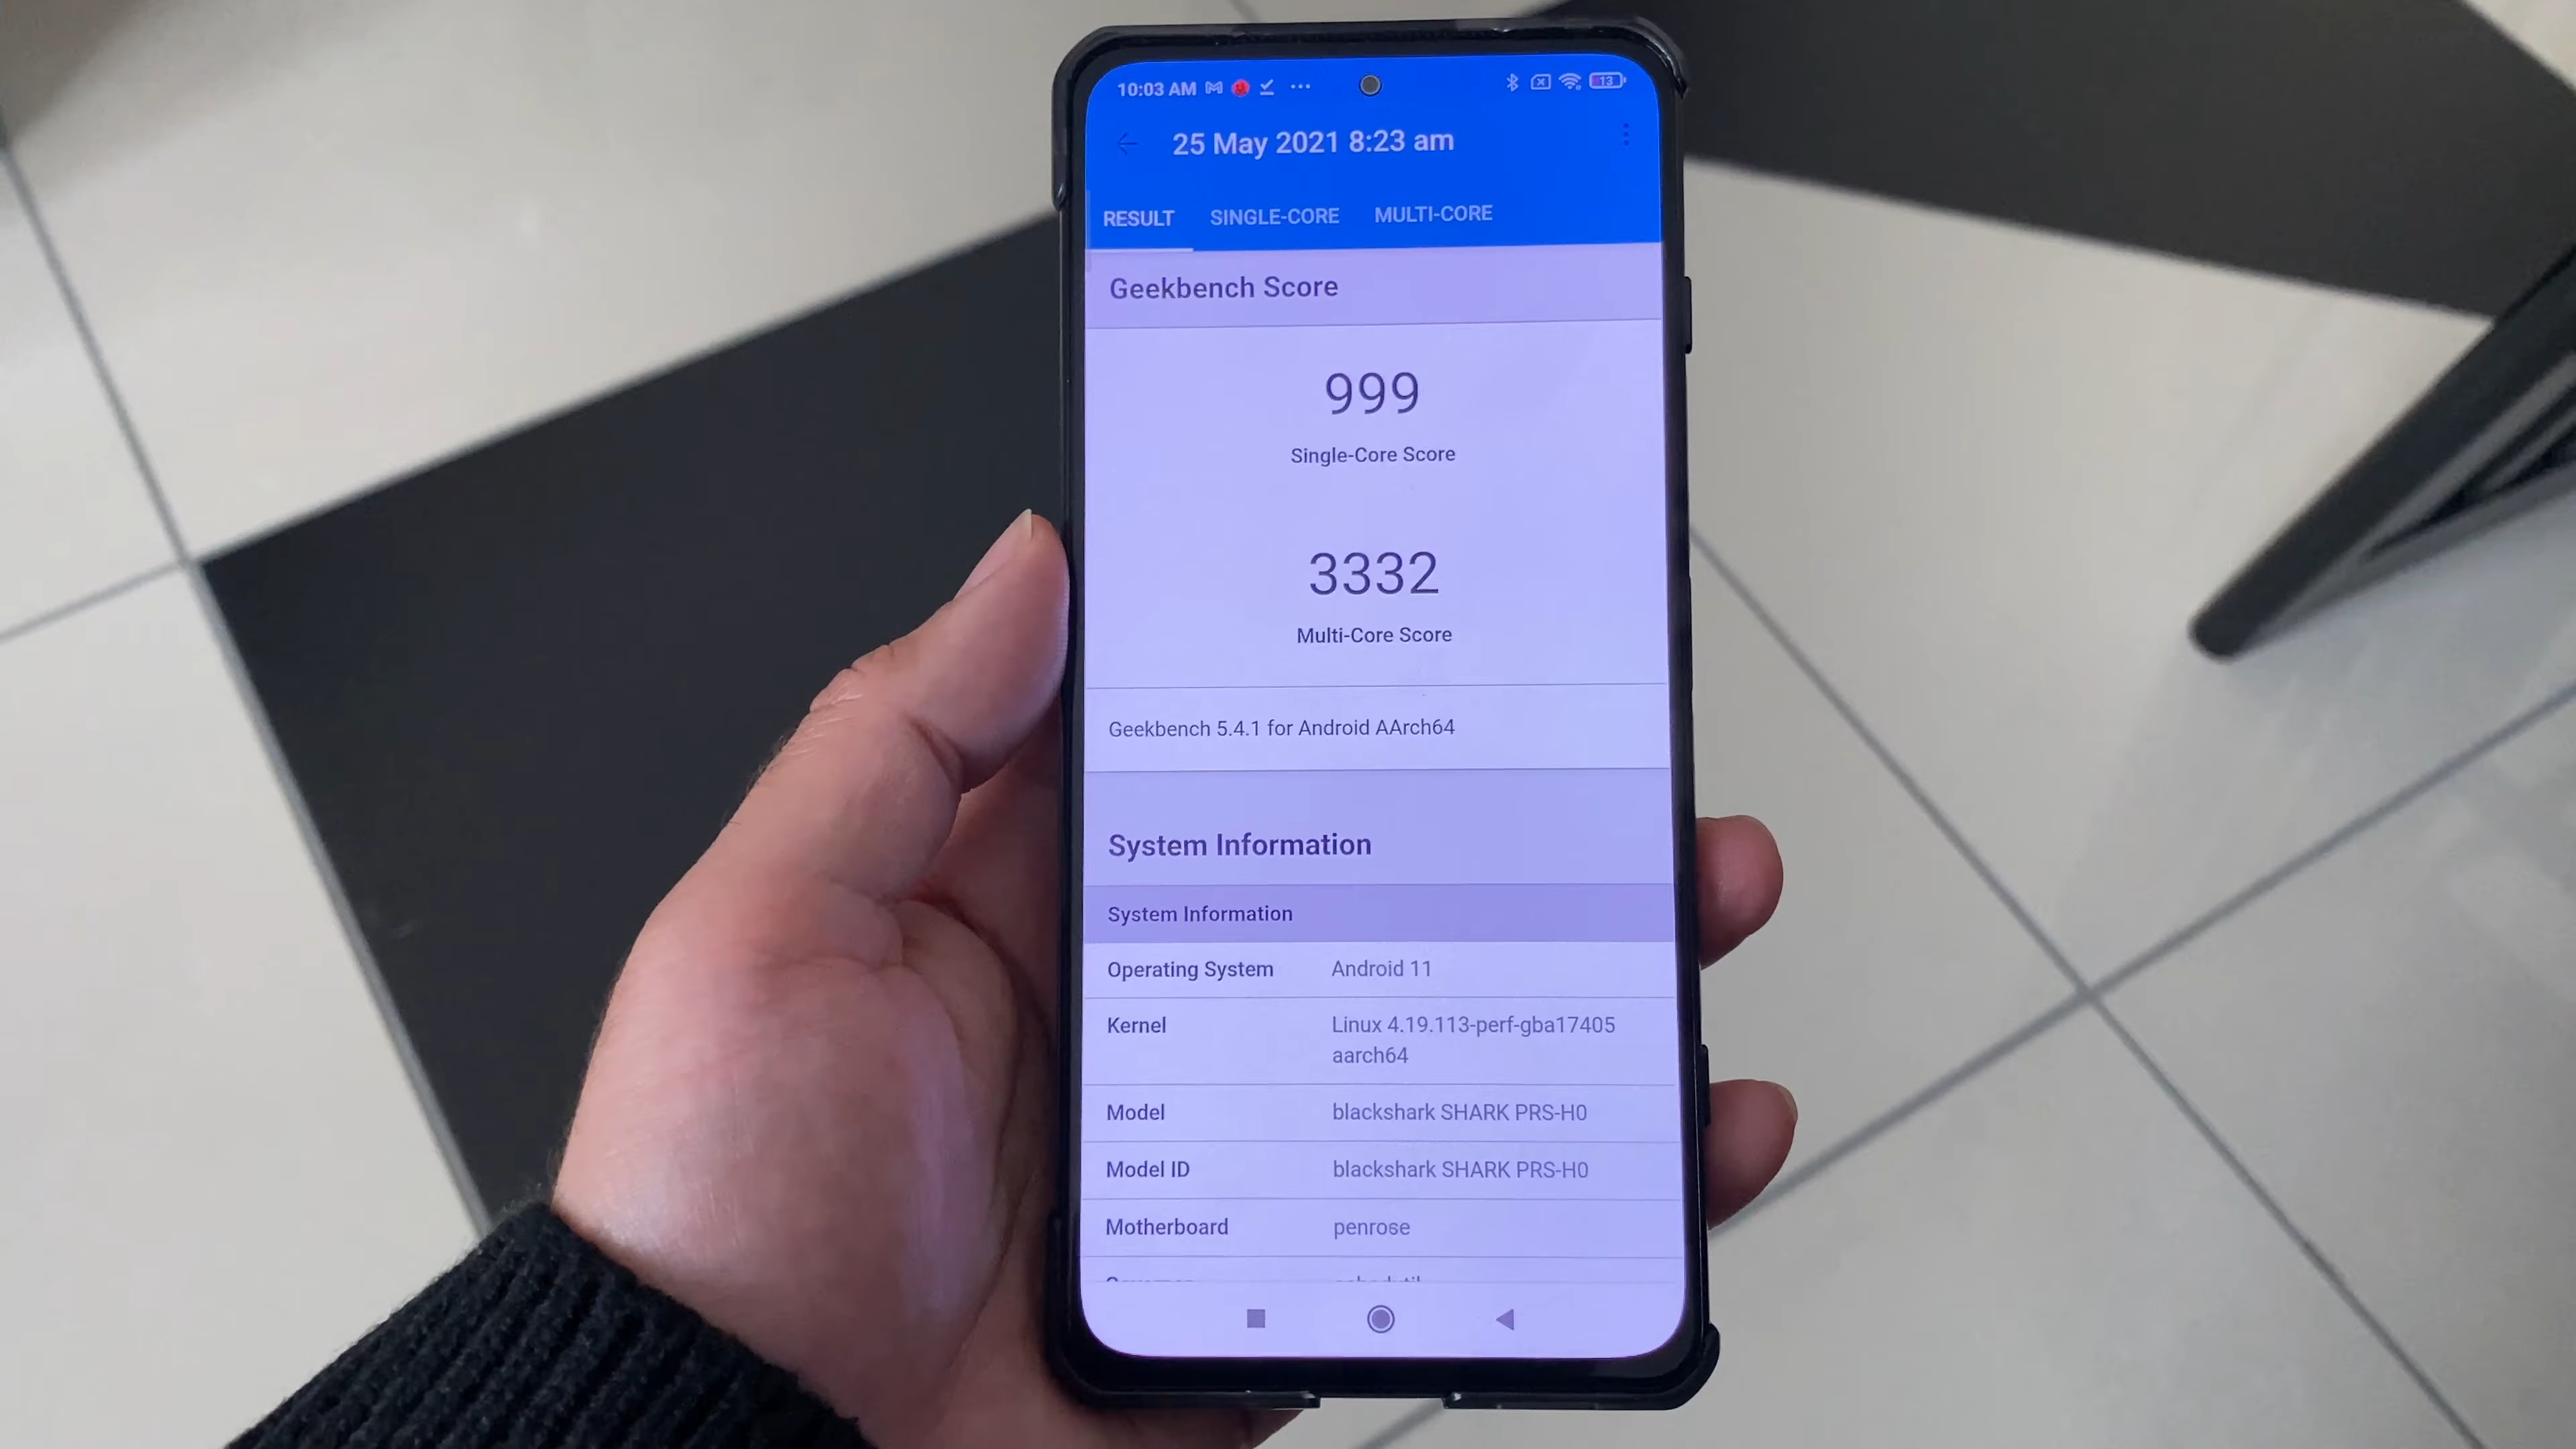 10:03 AM
13
25 May 2021 8:23 am
RESULT SINGLE-CORE MULTI-CORE
Geekbench Score
999
Single-Core Score
3332
Multi-Core Score
Geekbench 5.4.1 for Android AArch64
System Information
System Information
Operating System Android 11
Kernel Linux 4.19.113-perf-gba17405
aarch64
Model blackshark SHARK PRS-H0
Model ID blackshark SHARK PRS-H0
Motherboard penrose